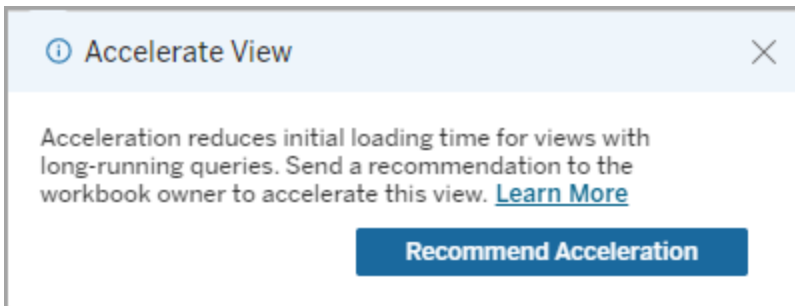 Accelerate View
Acceleration reduces initial loading time for views with
long-running queries. Send a recommendation to the
workbook owner to accelerate this view. Learn More
Recommend Acceleration